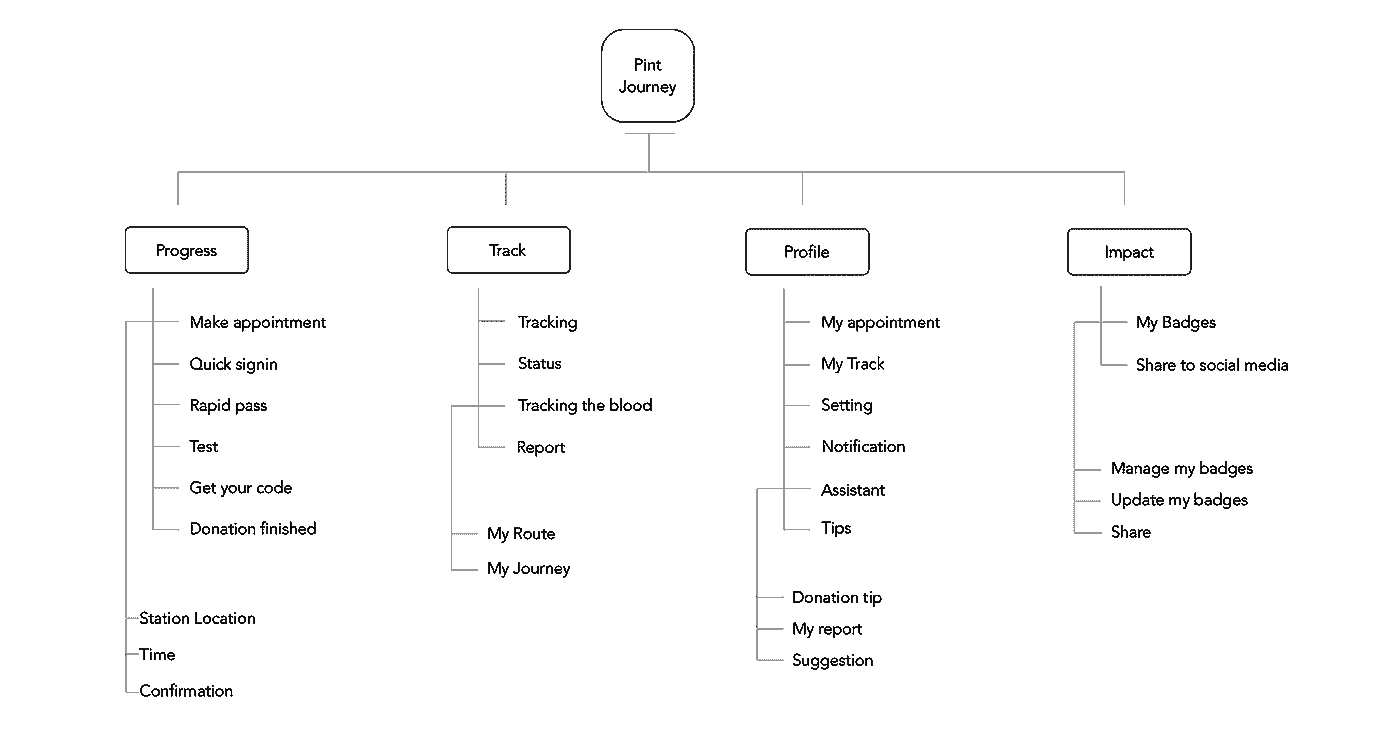 Pint
Journey
Progress
Make appointment
Quick signin
Rapid pass
Test
Get your code
Donation finished
Station Location
Time
Confirmation
Track
Tracking
Status
Tracking the blood
Report
My Route
My Journey
Profile
My appointment
My Track
Setting
Notification
Assistant
Tips
Donation tip
My report
Suggestion
Impact
My Badges
Share to social media
Manage my badges
Update my badges
Share